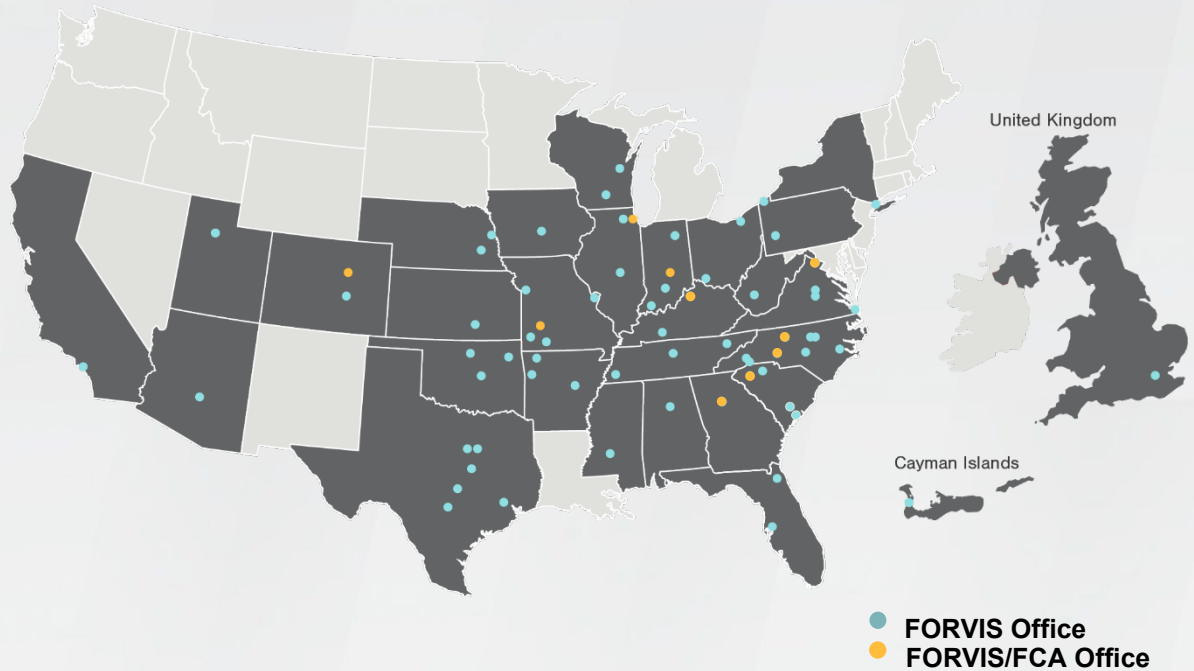 United Kingdom
Cayman Islands
FORVIS Office
FORVIS/FCA Office